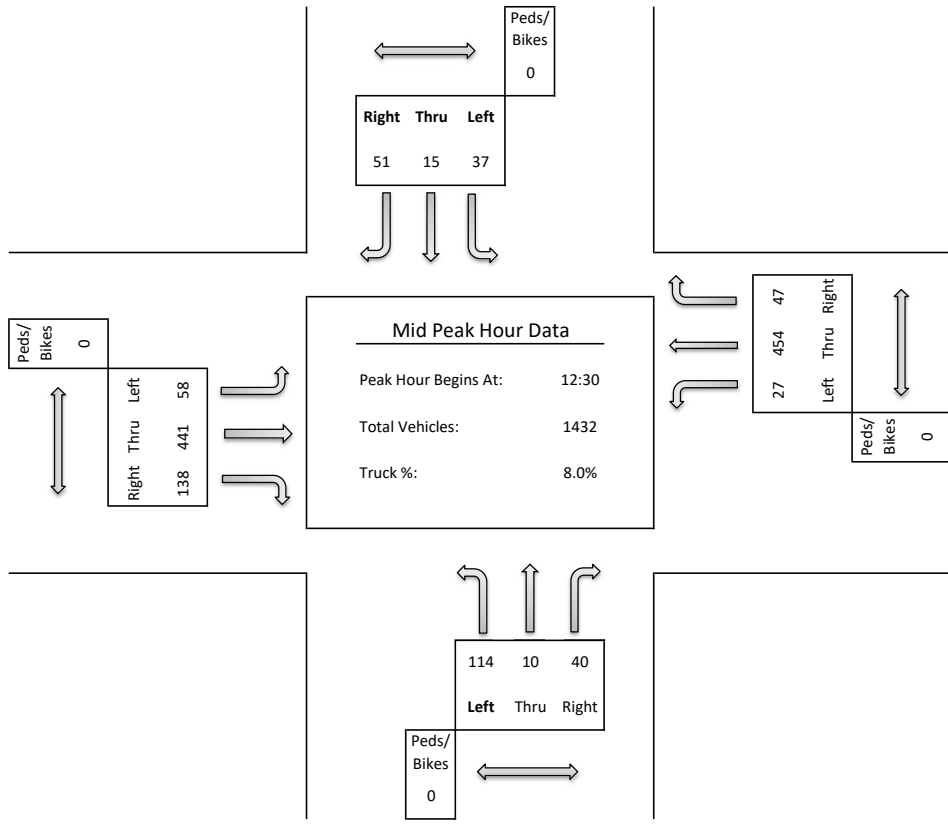 Peds/
Bikes
0
Right Thru Left
51 15 37
Peds/
Bikes
0
Left 58
Thru 441
Right 138
Mid Peak Hour Data
Peak Hour Begins At: 12:30
Total Vehicles: 1432
Truck %: 8.0%
47 Right
454 Thru
27 Left
Peds/
Bikes
0
114 10 40
Left Thru Right
Peds/
Bikes
0